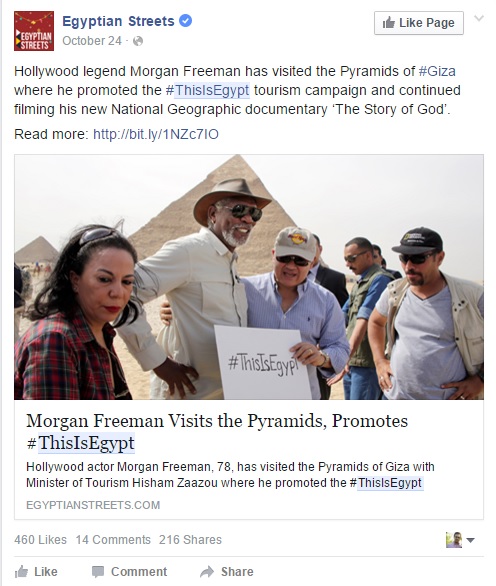 EGYPTIAN
STREETS
Egyptian Streets
October 24 ·
Like Page
Hollywood legend Morgan Freeman has visited the Pyramids of #Giza
where he promoted the #ThisIsEgypt tourism campaign and continued
filming his new National Geographic documentary ‘The Story of God’.
Read more: http://bit.ly/1NZc7IO
#ThisIsEgypt
Morgan Freeman Visits the Pyramids, Promotes
#ThisIsEgypt
Hollywood actor Morgan Freeman, 78, has visited the Pyramids of Giza with
Minister of Tourism Hisham Zaazou where he promoted the #ThisIsEgypt
EGYPTIANSTREETS.COM
460 Likes 14 Comments 216 Shares
Like Comment Share